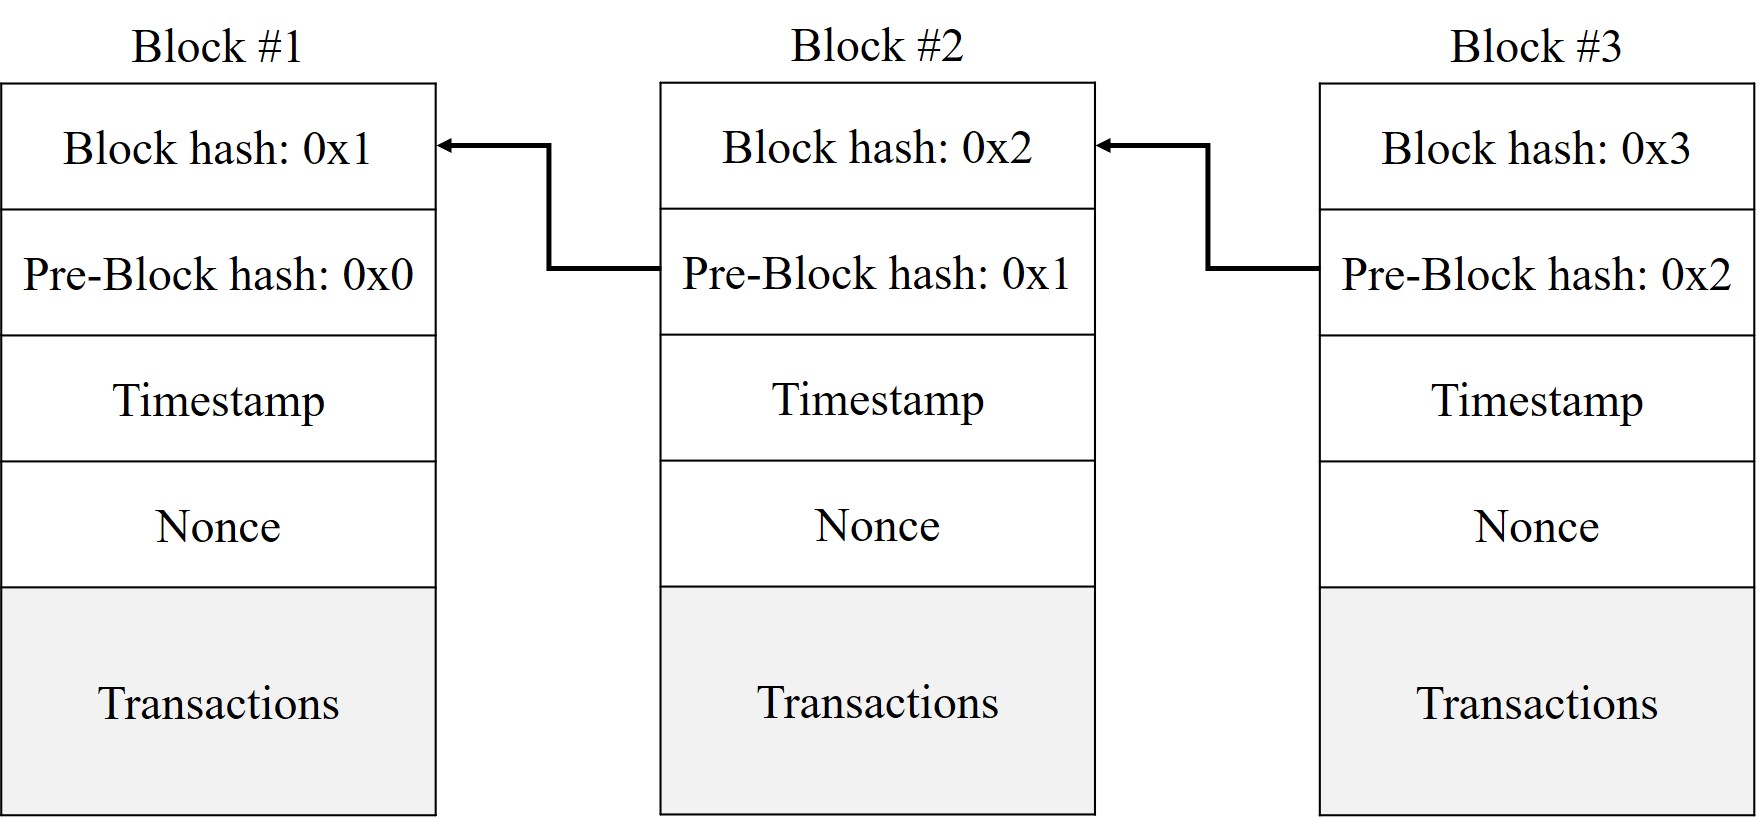 Block #1
Block hash: 0x1
Pre-Block hash: 0x0
Timestamp
Nonce
Transactions
Block #2
Block hash: 0x2
Pre-Block hash: 0x1
Timestamp
Nonce
Transactions
Block #3
Block hash: 0x3
Pre-Block hash: 0x2
Timestamp
Nonce
Transactions